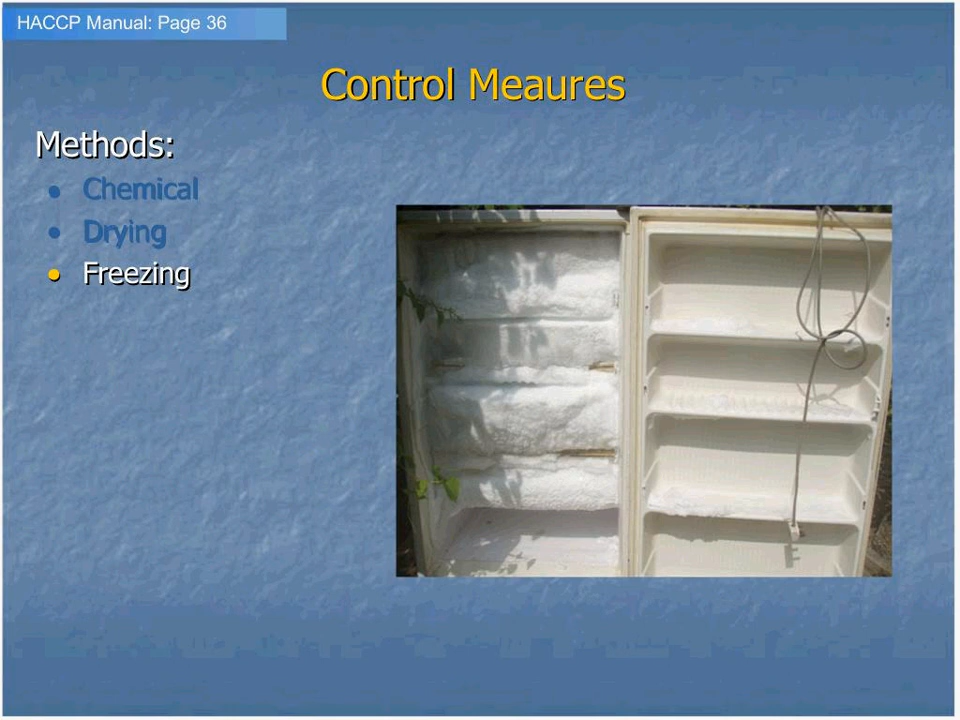 HACCP Manual: Page 36
Control Meaures
Methods:
• Chemical
• Drying
• Freezing